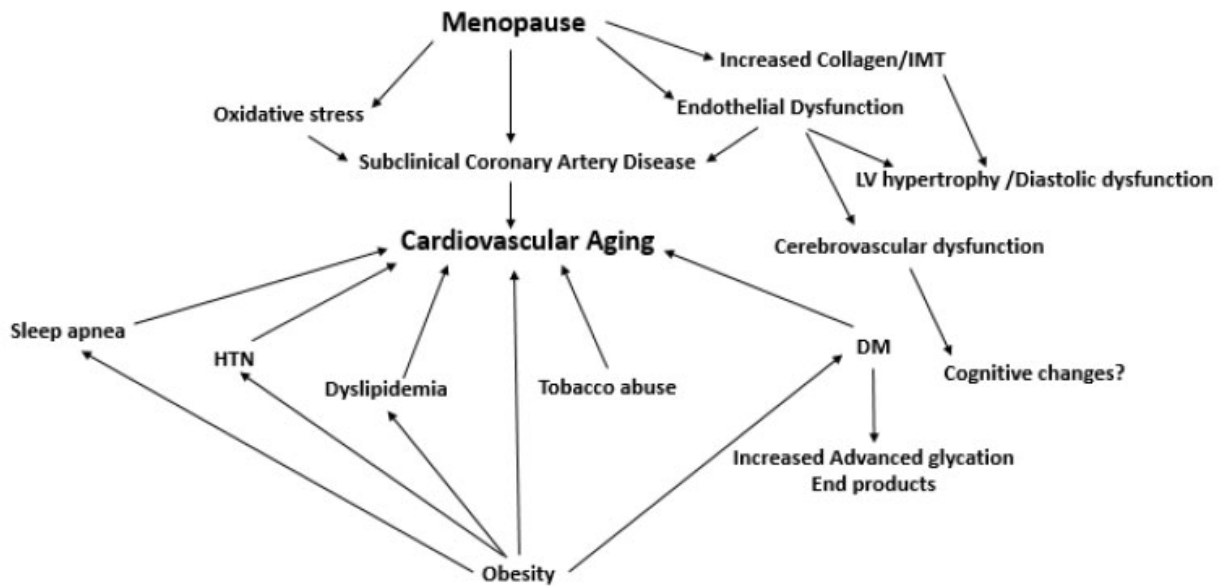 Menopause
Increased Collagen/IMT
Oxidative stress
Endothelial Dysfunction
Subclinical Coronary Artery Disease
LV hypertrophy /Diastolic dysfunction
Cardiovascular Aging
Cerebrovascular dysfunction
Sleep apnea
HTN
DM
Dyslipidemia
Tobacco abuse
Cognitive changes?
Increased Advanced glycation
End products
Obesity